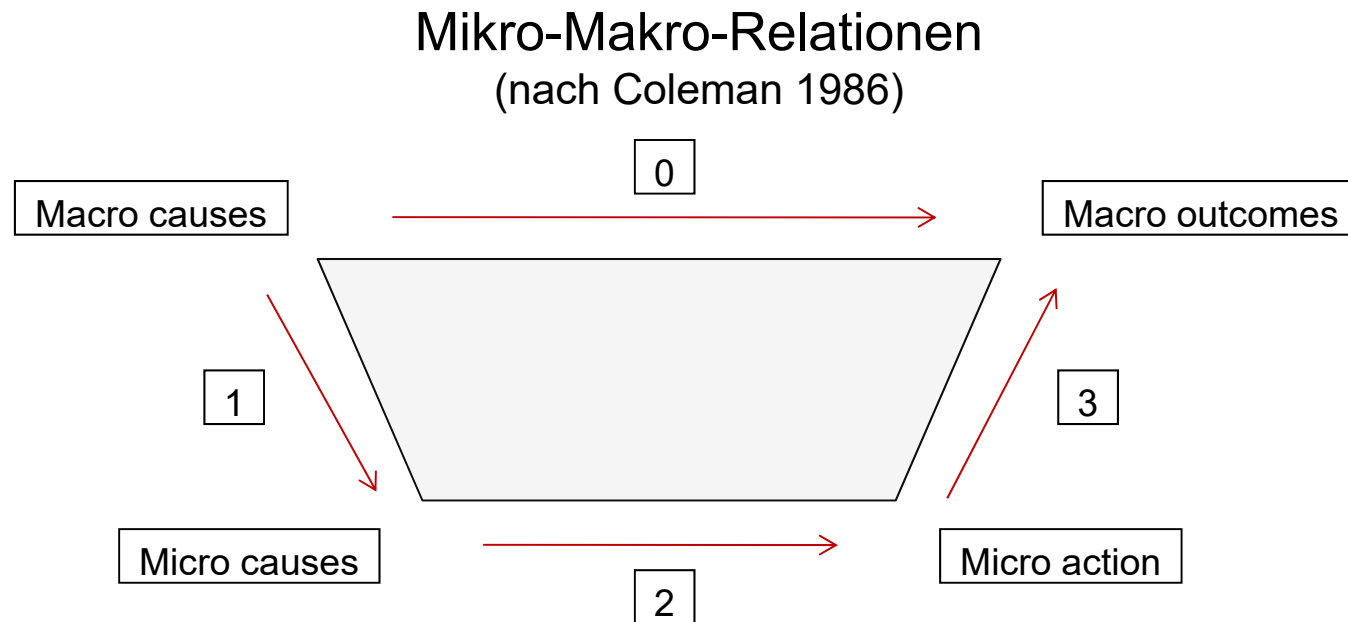 Mikro-Makro-Relationen
(nach Coleman 1986)
0
Macro causes
Macro outcomes
1
3
Micro causes
Micro action
2